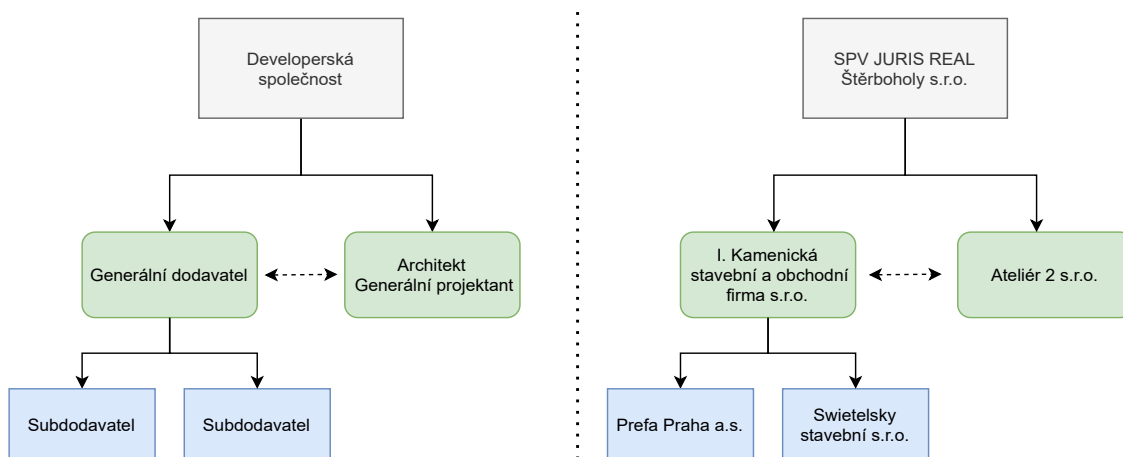 Developerská
společnost
Generální dodavatel
Architekt
Generální projektant
Subdodavatel
Subdodavatel
SPV JURIS REAL
Štěrboholy s.r.o.
I. Kamenická
stavební a obchodní
firma s.r.o.
Ateliér 2 s.r.o.
Prefa Praha a.s.
Swietelsky
stavební s.r.o.